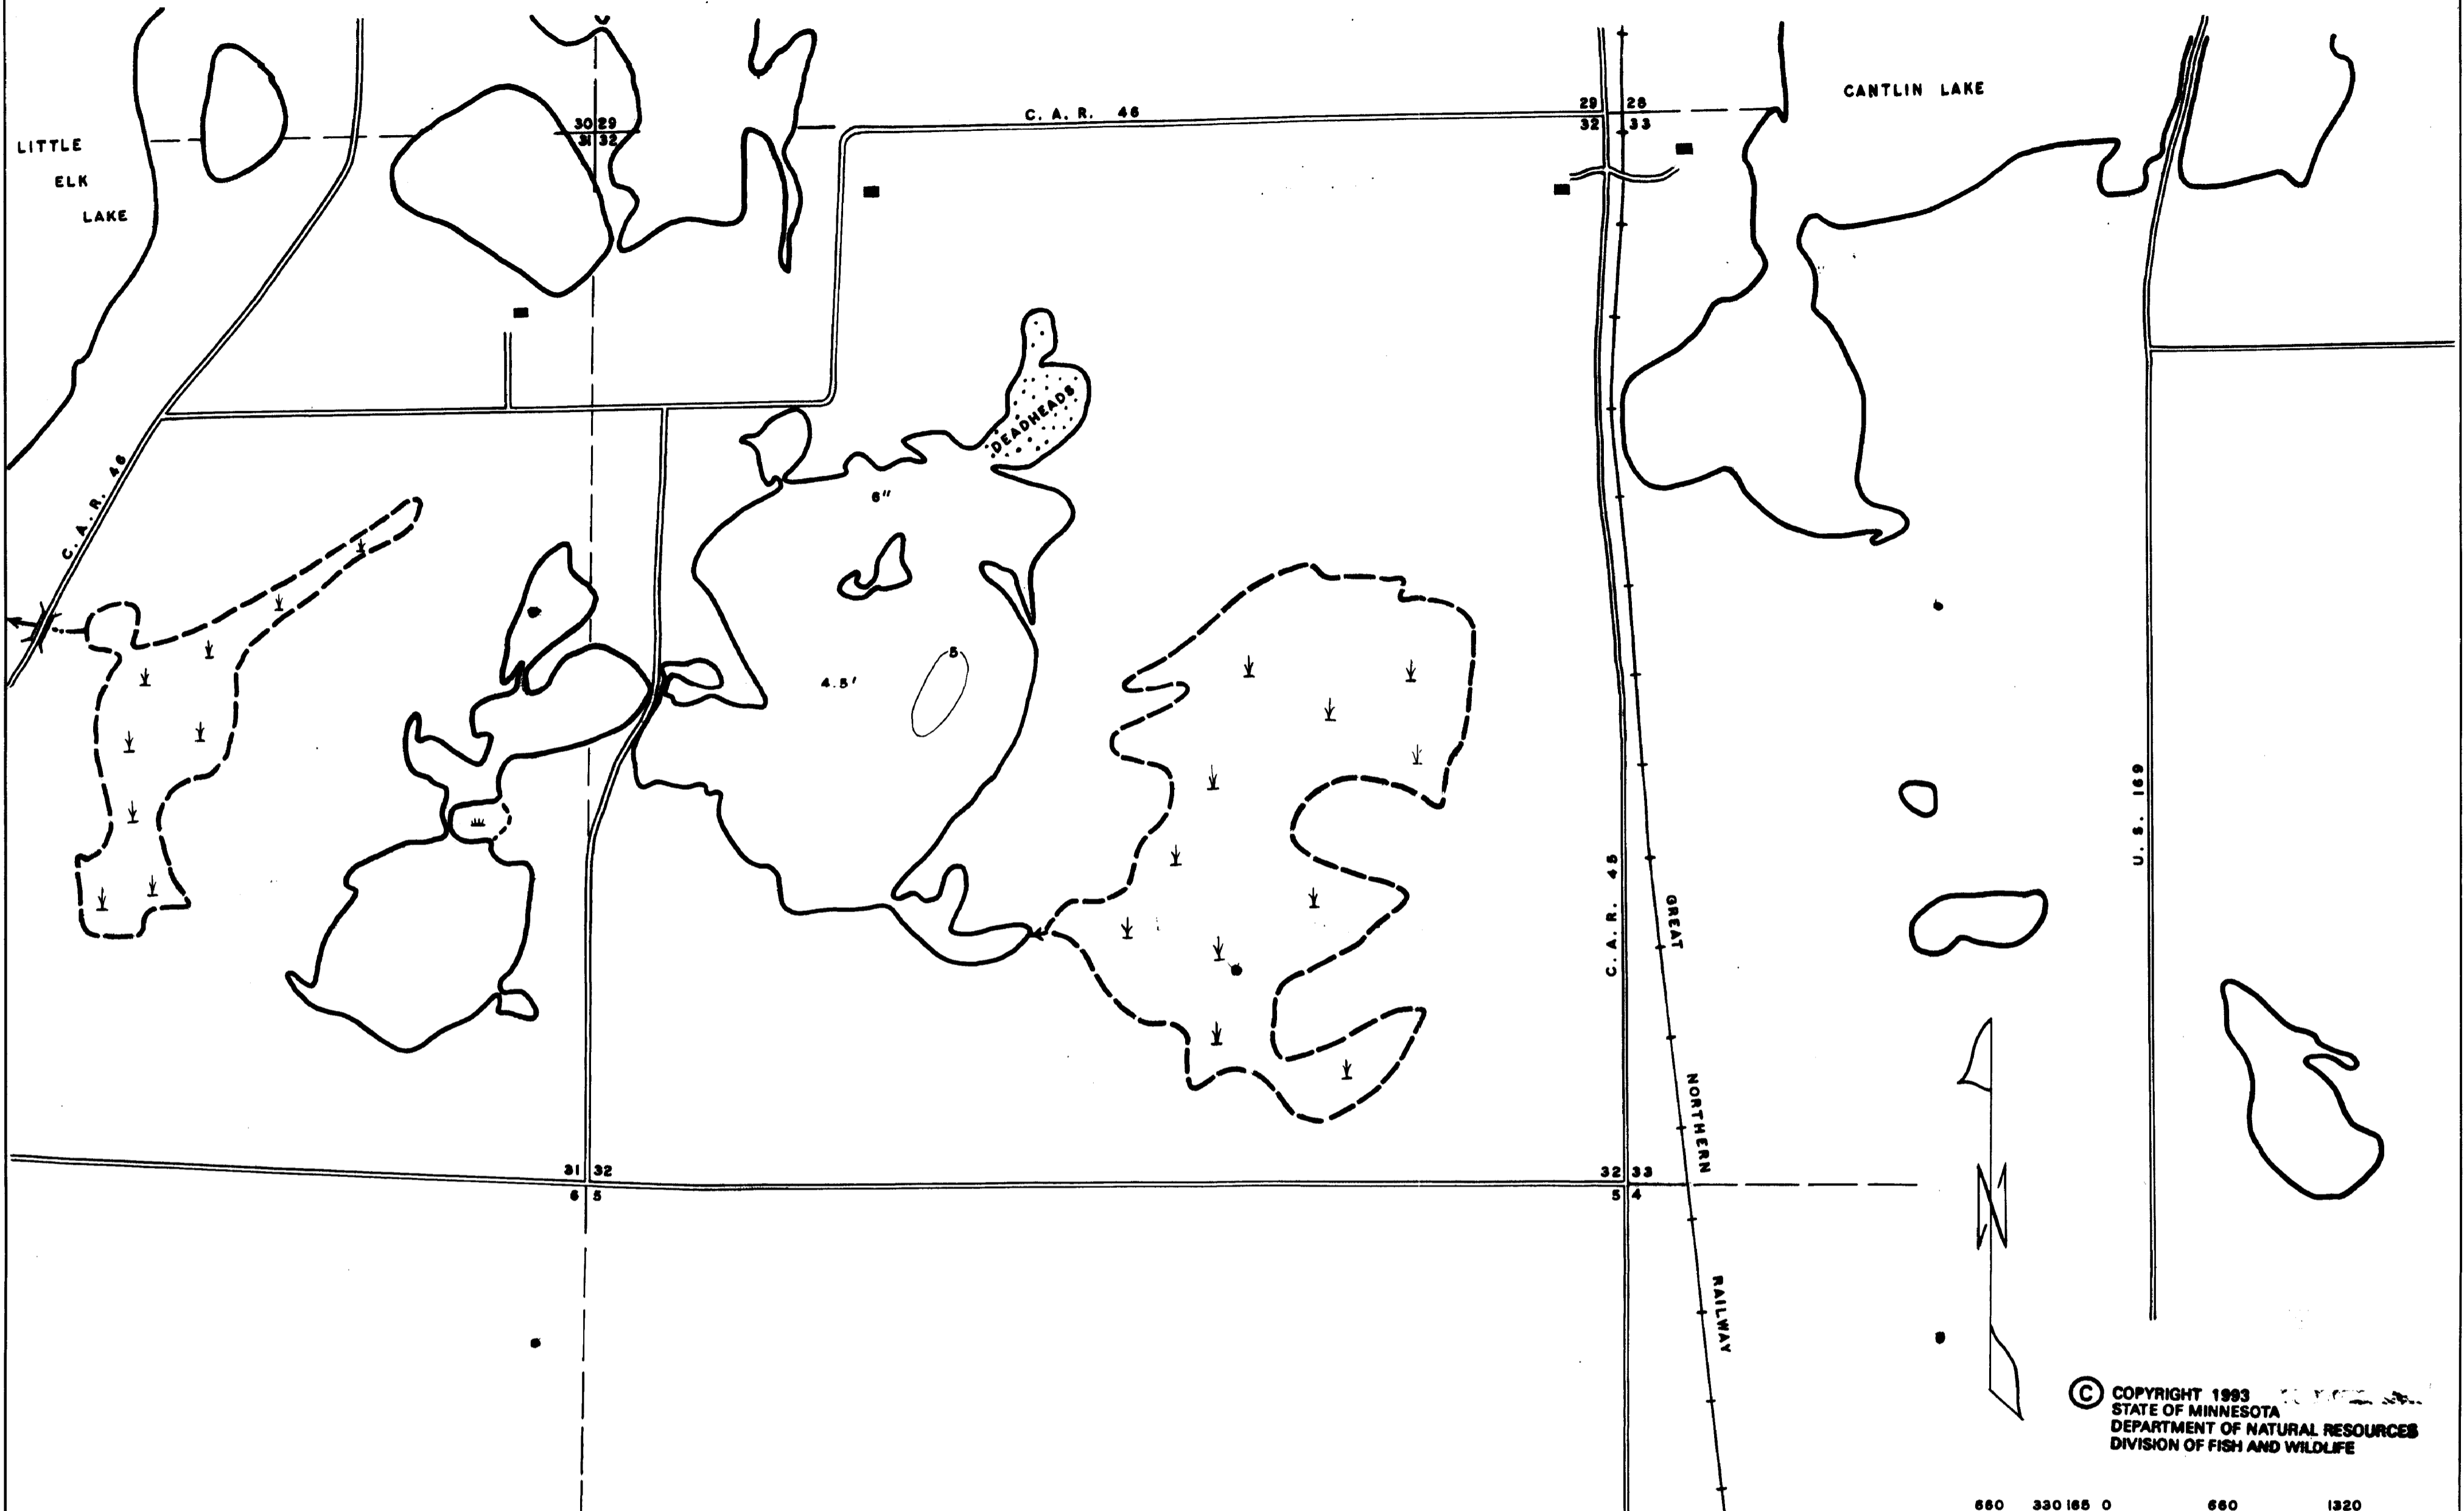 CANTLIN LAKE
C. A. R. 46
29 28
32 33
30 29
31 32
LITTLE
ELK
LAKE
DEADHEADS
C. A. R. 46
6"
5
4.5'
U. S. 169
C. A. R. 45
GREAT
NORTHERN
RAILWAY
31 32
6 5
32 33
5 4
N
© COPYRIGHT 1993
STATE OF MINNESOTA
DEPARTMENT OF NATURAL RESOURCES
DIVISION OF FISH AND WILDLIFE
660 330 165 0 660 1320